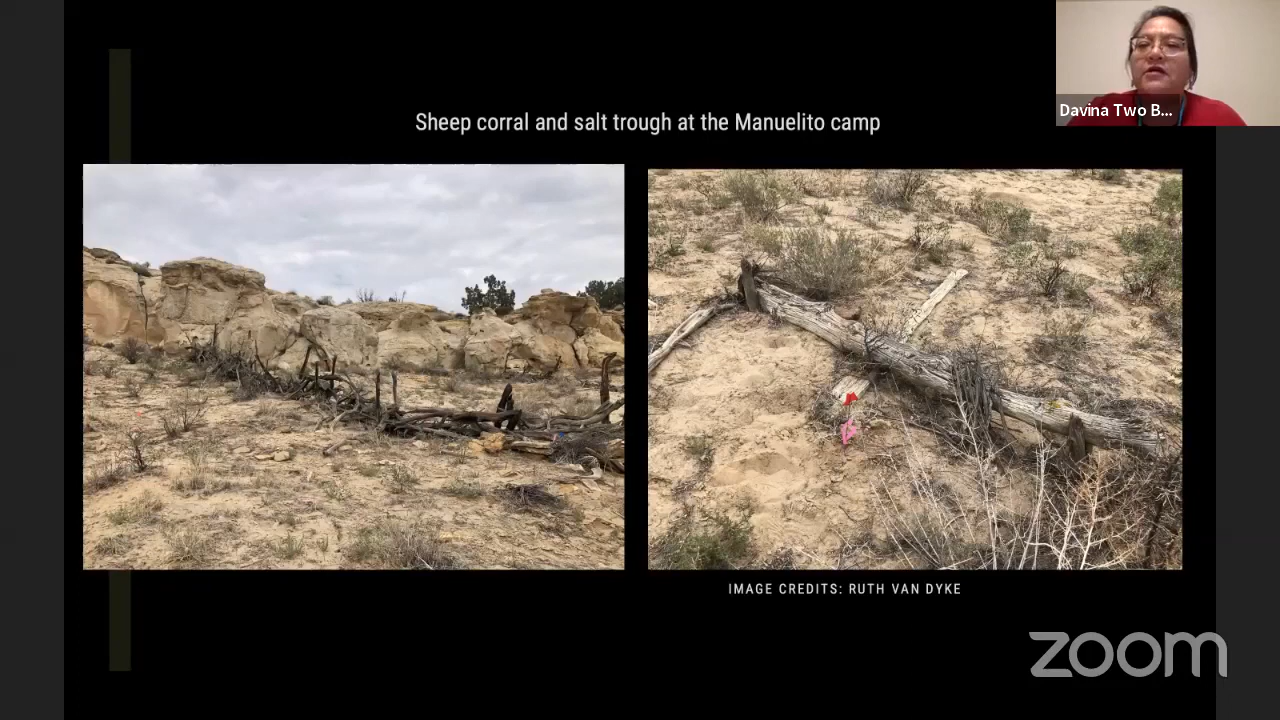 Davina Two B...
Sheep corral and salt trough at the Manuelito camp
IMAGE CREDITS: RUTH VAN DYKE
zoom